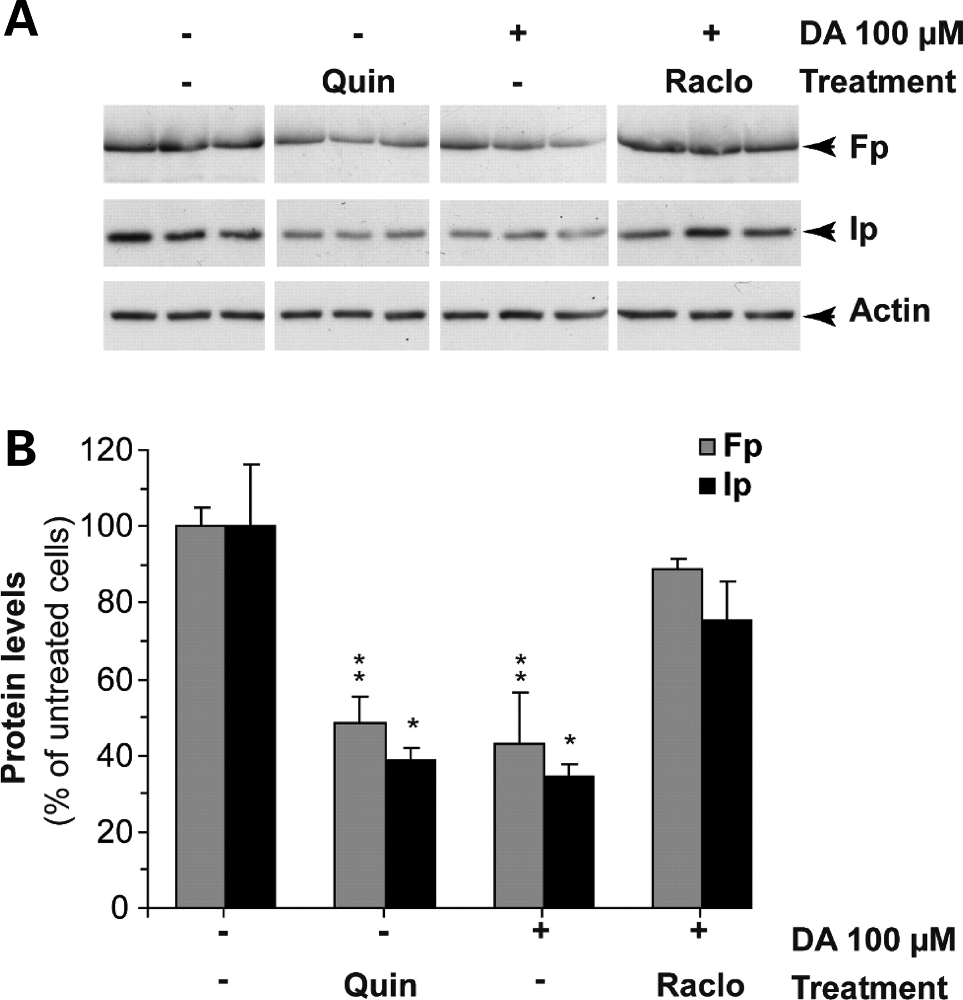 A
- - + + DA 100 µM
- Quin - Raclo Treatment
Fp
Ip
Actin
B
Fp
Ip
Protein levels
(% of untreated cells)
120
100
80
60
40
20
0
* *
* *
* *
- - + + DA 100 µM
- Quin - Raclo Treatment